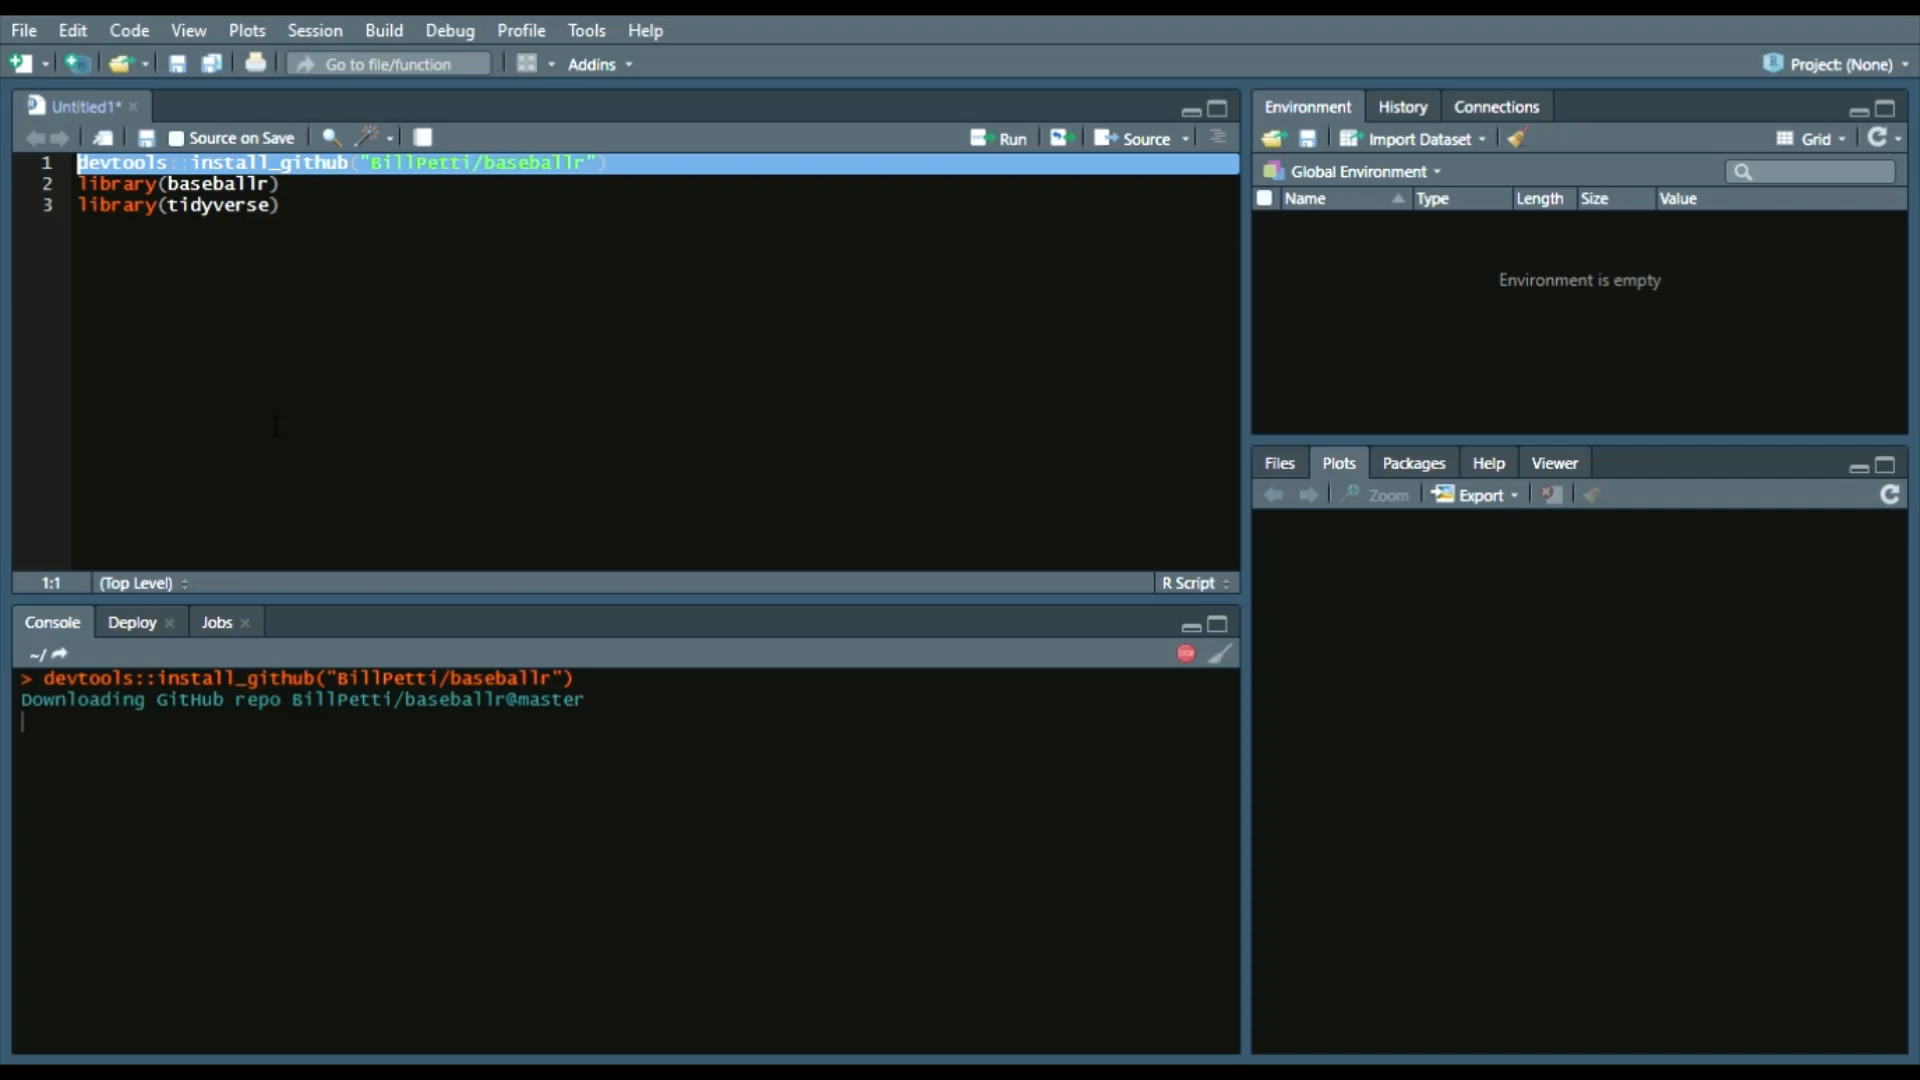 File Edit Code View Plots Session Build Debug Profile Tools Help
Go to file/function Addins Project: (None)
Untitled1*
Source on Save Run Source
1 devtools::install_github("BillPetti/baseballr")
2 library(baseballr)
3 library(tidyverse)
1:1 (Top Level) R Script
Console Deploy Jobs
~/
> devtools::install_github("BillPetti/baseballr")
Downloading GitHub repo BillPetti/baseballr@master
Environment History Connections
Import Dataset Grid
Global Environment
Name Type Length Size Value
Environment is empty
Files Plots Packages Help Viewer
Zoom Export